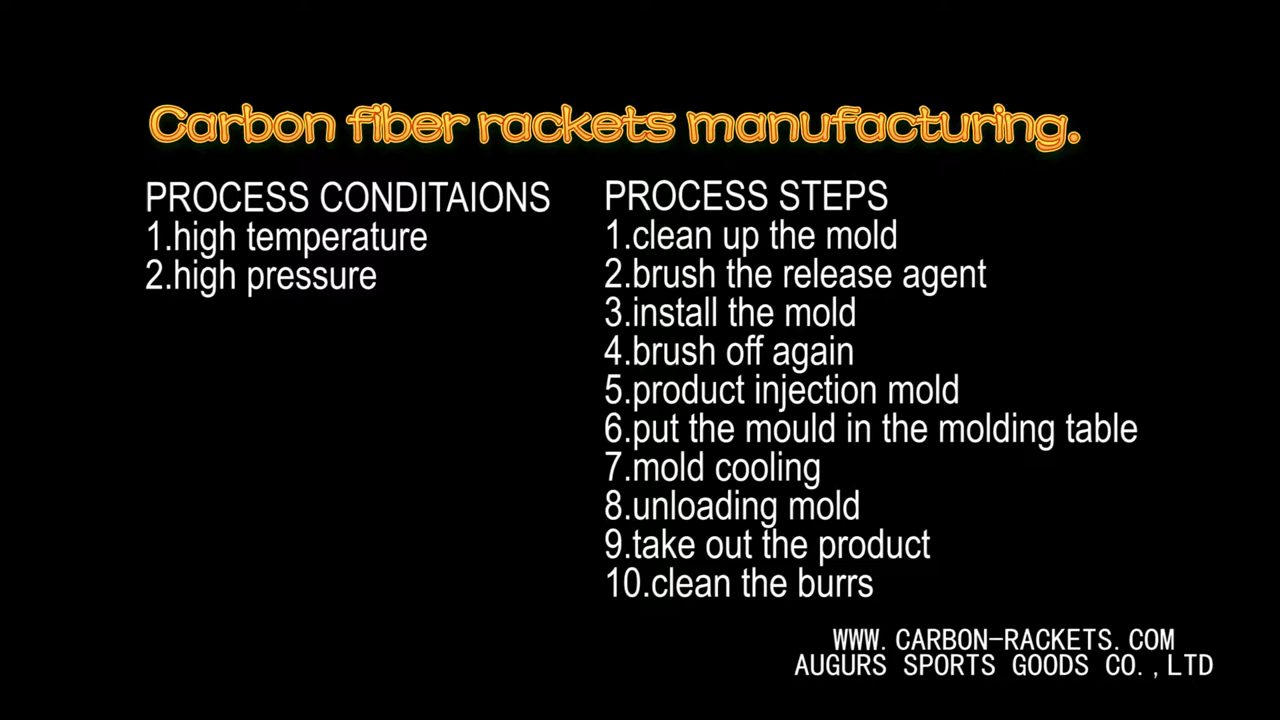 Carbon fiber rackets manufacturing.
PROCESS CONDITAIONS
1.high temperature
2.high pressure
PROCESS STEPS
1.clean up the mold
2.brush the release agent
3.install the mold
4.brush off again
5.product injection mold
6.put the mould in the molding table
7.mold cooling
8.unloading mold
9.take out the product
10.clean the burrs
WWW.CARBON-RACKETS.COM
AUGURS SPORTS GOODS CO.,LTD